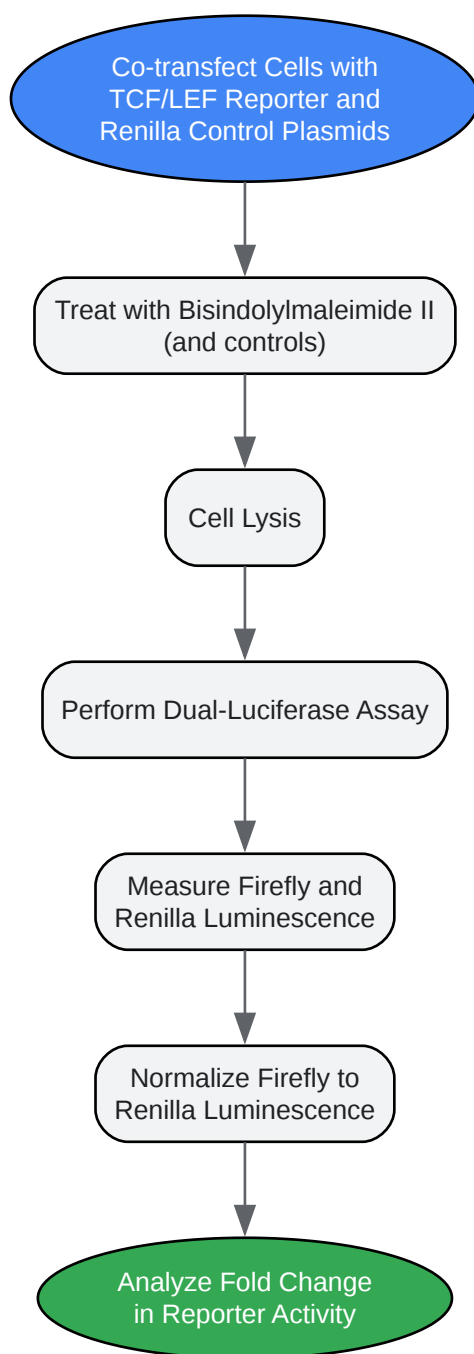 Co-transfect Cells with
TCF/LEF Reporter and
Renilla Control Plasmids
Treat with Bisindolylmaleimide II
(and controls)
Cell Lysis
Perform Dual-Luciferase Assay
Measure Firefly and
Renilla Luminescence
Normalize Firefly to
Renilla Luminescence
Analyze Fold Change
in Reporter Activity